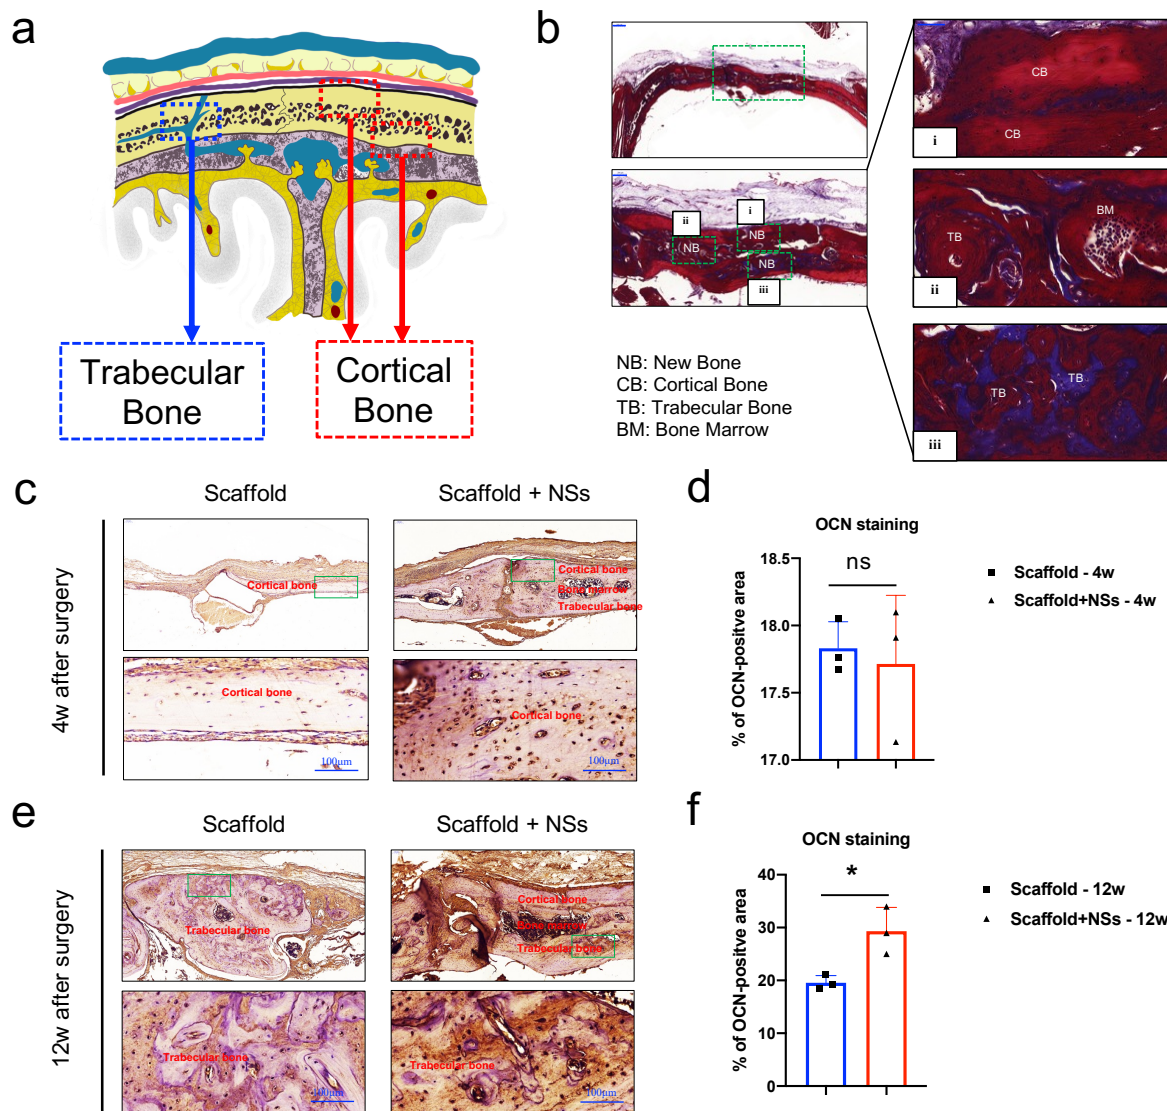 a
Trabecular
Bone
Cortical
Bone
b
CB
CB
i
ii
i
NB
NB
NB
iii
TB
BM
ii
TB
TB
iii
NB: New Bone
CB: Cortical Bone
TB: Trabecular Bone
BM: Bone Marrow
c
4w after surgery
Scaffold
Scaffold + NSs
Cortical bone
Cortical bone
Bone marrow
Trabecular bone
Cortical bone
100μm
Cortical bone
100μm
d
OCN staining
% of OCN-positve area
18.5
18.0
17.5
17.0
ns
Scaffold - 4w
Scaffold+NSs - 4w
e
12w after surgery
Scaffold
Scaffold + NSs
Trabecular bone
Cortical bone
Bone marrow
Trabecular bone
Trabecular bone
100μm
Trabecular bone
100μm
f
OCN staining
% of OCN-positve area
40
30
20
10
0
*
Scaffold - 12w
Scaffold+NSs - 12w